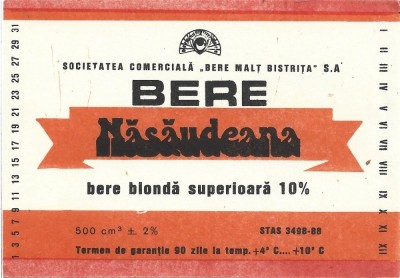 SOCIETATEA COMERCIALĂ „BERE MALȚ BISTRIȚA" S.A
BERE
Năsăudeana
bere blondă superioară 10%
500 cm³ ± 2%
STAS 3498-88
Termen de garanție 90 zile la temp. +4° C.... +10° C
1 3 5 7 9 11 13 15 17 19 21 23 25 27 29 31
I II III IV V VI VII VIII IX X XI XII